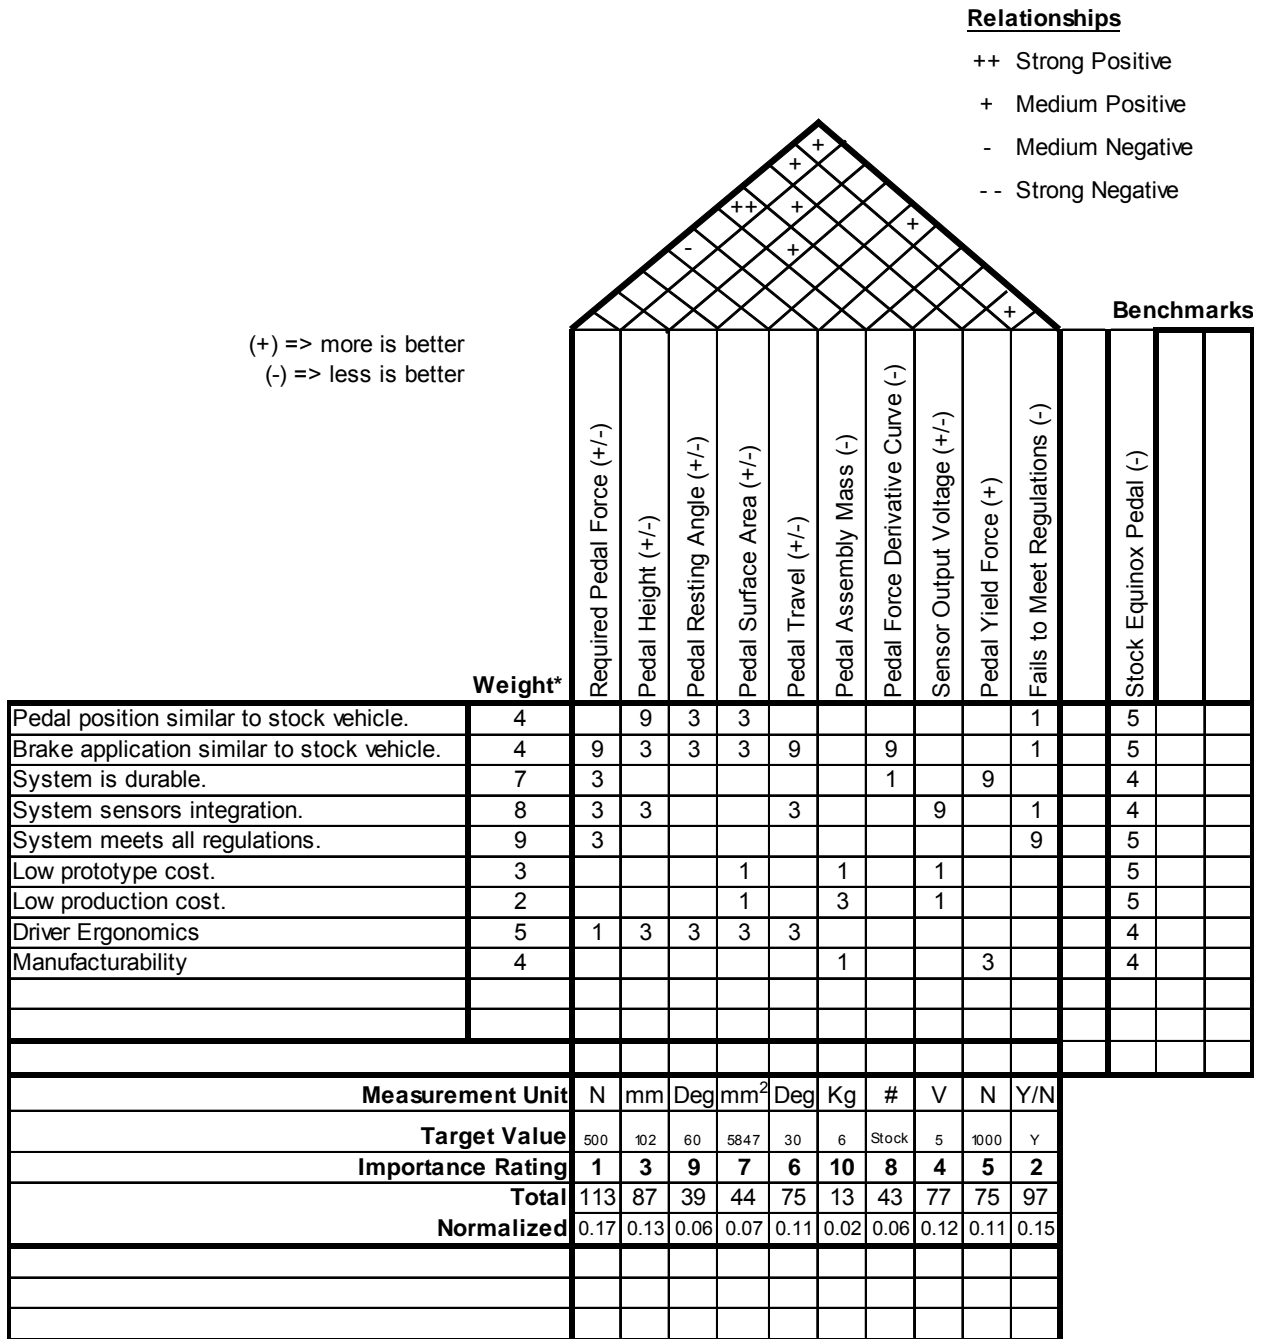 Relationships
++ Strong Positive
+ Medium Positive
- Medium Negative
- - Strong Negative
+
+
++ +
+
- +
+
Benchmarks
(+) => more is better
(-) => less is better
Required Pedal Force (+/-)
Pedal Height (+/-)
Pedal Resting Angle (+/-)
Pedal Surface Area (+/-)
Pedal Travel (+/-)
Pedal Assembly Mass (-)
Pedal Force Derivative Curve (-)
Sensor Output Voltage (+/-)
Pedal Yield Force (+)
Fails to Meet Regulations (-)
Stock Equinox Pedal (-)
Weight*
Pedal position similar to stock vehicle. 4 9 3 3 1 5
Brake application similar to stock vehicle. 4 9 3 3 3 9 9 1 5
System is durable. 7 3 1 9 4
System sensors integration. 8 3 3 3 9 1 4
System meets all regulations. 9 3 9 5
Low prototype cost. 3 1 1 1 5
Low production cost. 2 1 3 1 5
Driver Ergonomics 5 1 3 3 3 3 4
Manufacturability 4 1 3 4
Measurement Unit N mm Deg mm² Deg Kg # V N Y/N
Target Value 500 102 60 5847 30 6 Stock 5 1000 Y
Importance Rating 1 3 9 7 6 10 8 4 5 2
Total 113 87 39 44 75 13 43 77 75 97
Normalized 0.17 0.13 0.06 0.07 0.11 0.02 0.06 0.12 0.11 0.15